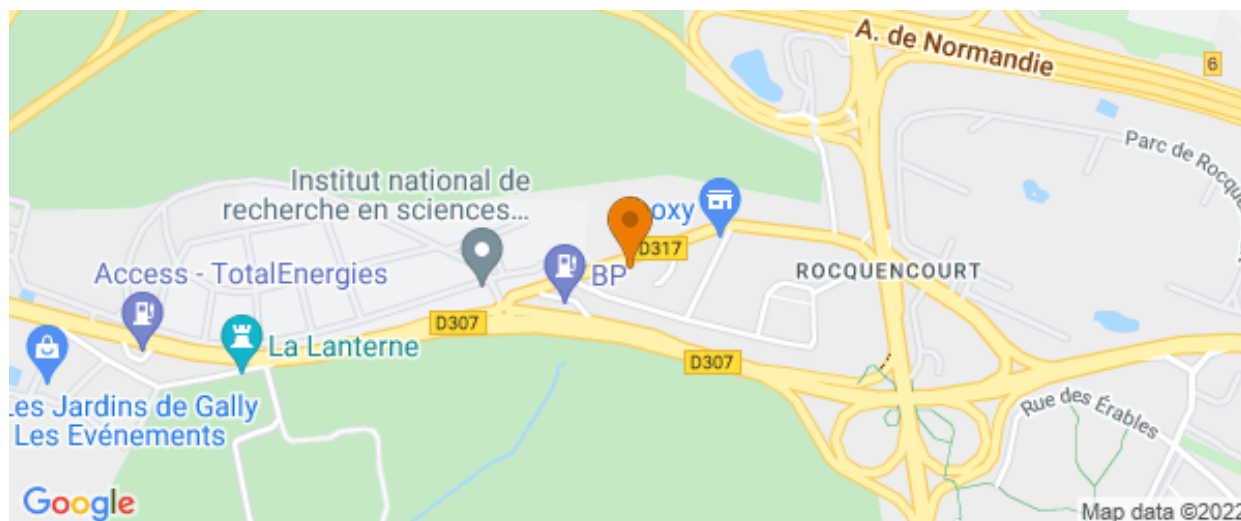 A. de Normandie
6
Parc de Rocque
Institut national de
recherche en sciences...
oxy
D317
ROCQUENCOURT
Access - TotalEnergies
BP
D307
La Lanterne
D307
Les Jardins de Gally
Les Evénements
Rue des Érables
Google
Map data ©2022